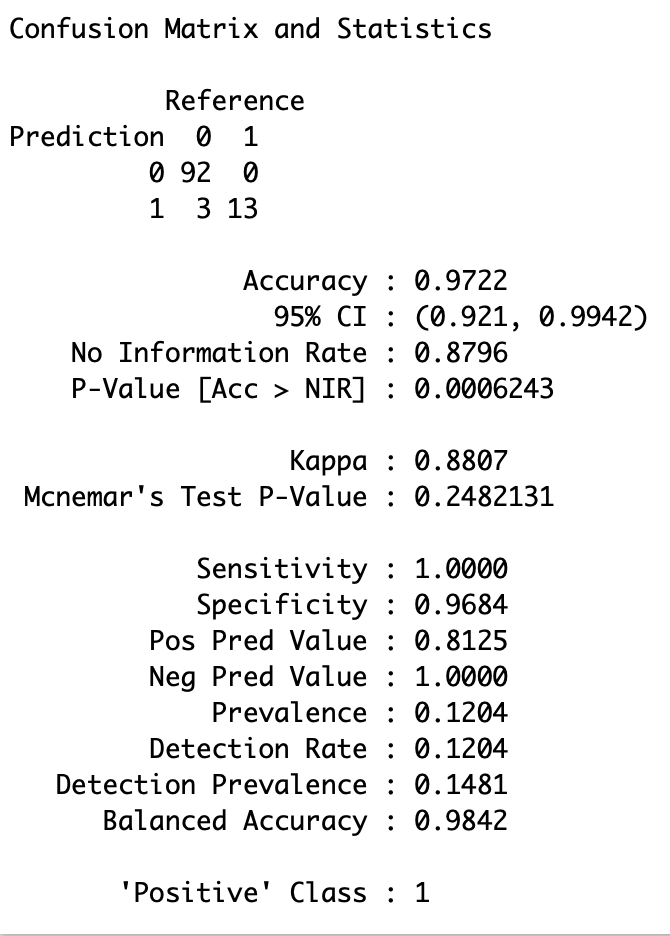 Confusion Matrix and Statistics

          Reference
Prediction  0  1
         0 92  0
         1  3 13

               Accuracy : 0.9722
                 95% CI : (0.921, 0.9942)
    No Information Rate : 0.8796
    P-Value [Acc > NIR] : 0.0006243

                  Kappa : 0.8807
 Mcnemar's Test P-Value : 0.2482131

            Sensitivity : 1.0000
            Specificity : 0.9684
         Pos Pred Value : 0.8125
         Neg Pred Value : 1.0000
             Prevalence : 0.1204
         Detection Rate : 0.1204
   Detection Prevalence : 0.1481
      Balanced Accuracy : 0.9842

       'Positive' Class : 1